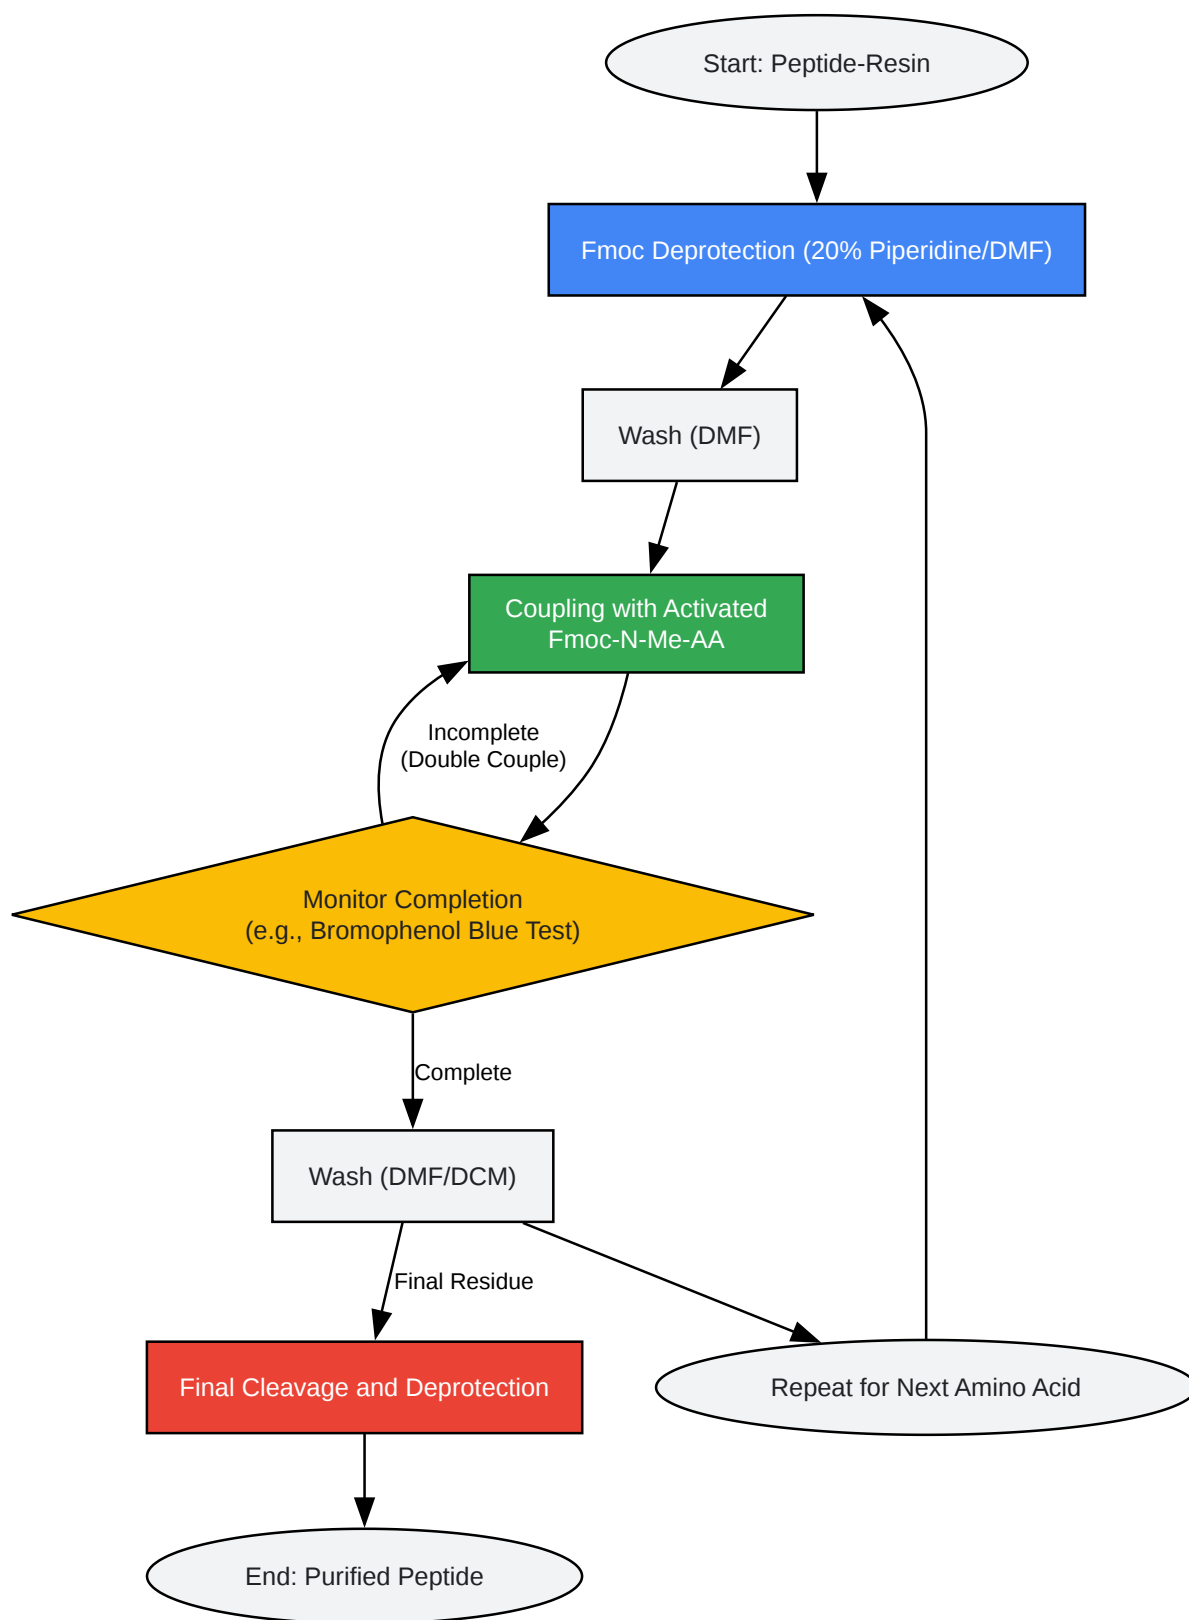 Start: Peptide-Resin
Fmoc Deprotection (20% Piperidine/DMF)
Wash (DMF)
Coupling with Activated
Fmoc-N-Me-AA
Incomplete
(Double Couple)
Monitor Completion
(e.g., Bromophenol Blue Test)
Complete
Wash (DMF/DCM)
Final Residue
Final Cleavage and Deprotection
Repeat for Next Amino Acid
End: Purified Peptide